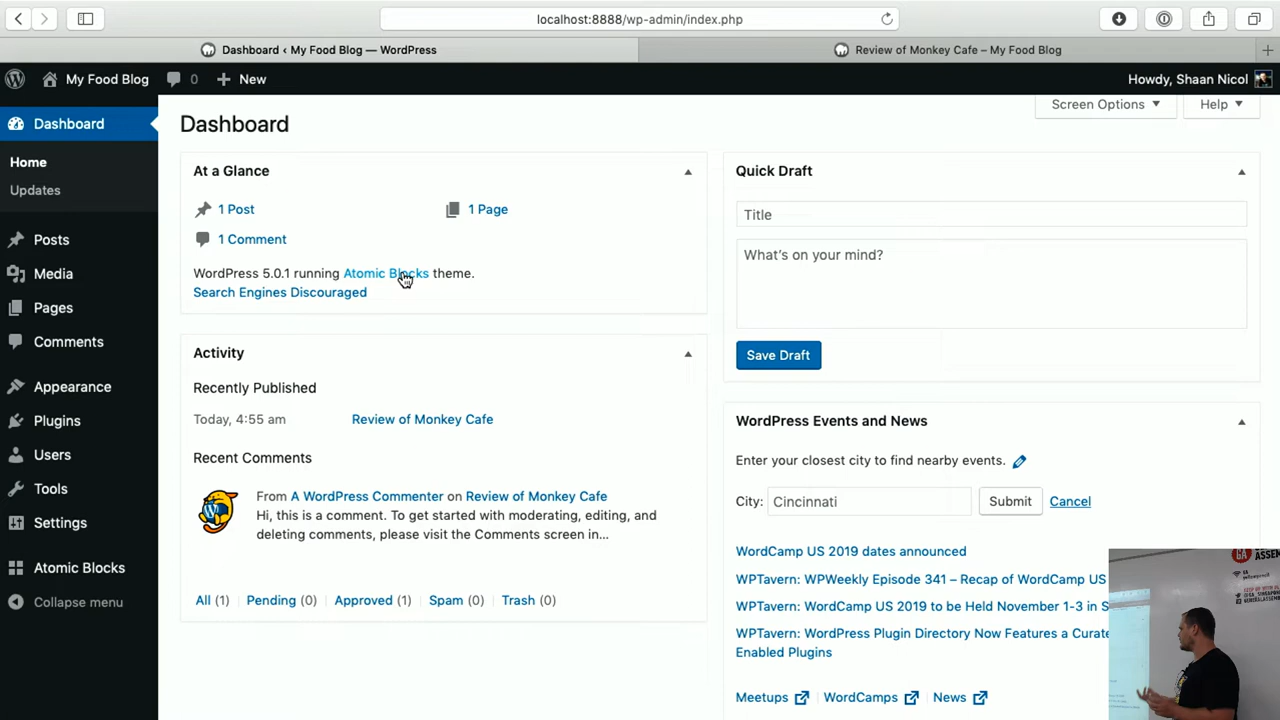 localhost:8888/wp-admin/index.php
Dashboard ‹ My Food Blog — WordPress
Review of Monkey Cafe – My Food Blog
My Food Blog
0
New
Howdy, Shaan Nicol
Dashboard
Home
Updates
Posts
Media
Pages
Comments
Appearance
Plugins
Users
Tools
Settings
Atomic Blocks
Collapse menu
Screen Options
Help
Dashboard
At a Glance
1 Post
1 Page
1 Comment
WordPress 5.0.1 running Atomic Blocks theme.
Search Engines Discouraged
Activity
Recently Published
Today, 4:55 am
Review of Monkey Cafe
Recent Comments
From A WordPress Commenter on Review of Monkey Cafe
Hi, this is a comment. To get started with moderating, editing, and
deleting comments, please visit the Comments screen in…
All (1)
Pending (0)
Approved (1)
Spam (0)
Trash (0)
Quick Draft
Title
What's on your mind?
Save Draft
WordPress Events and News
Enter your closest city to find nearby events.
City:
Cincinnati
Submit
Cancel
WordCamp US 2019 dates announced
WPTavern: WPWeekly Episode 341 – Recap of WordCamp US
WPTavern: WordCamp US 2019 to be Held November 1-3 in S
WPTavern: WordPress Plugin Directory Now Features a Curate
Enabled Plugins
Meetups
WordCamps
News
GA